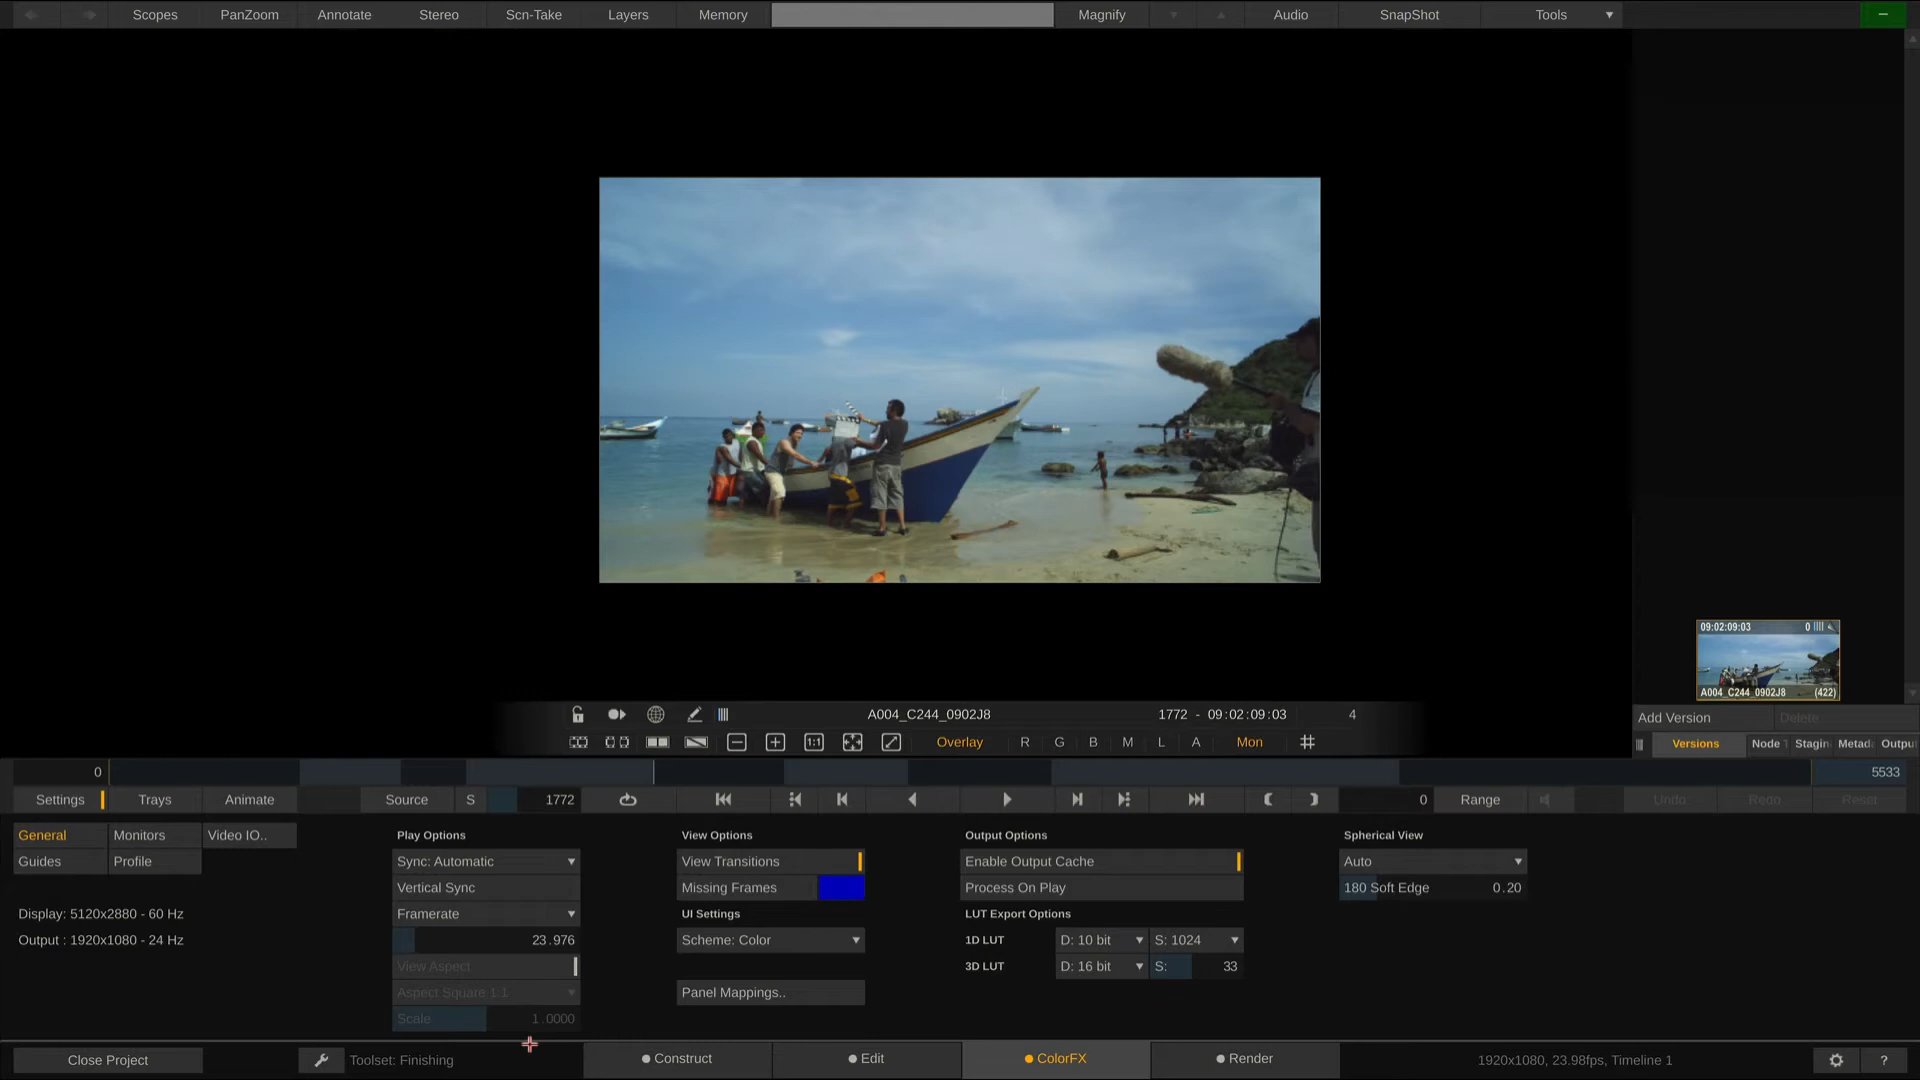 Scopes PanZoom Annotate Stereo Scn-Take Layers Memory Magnify Audio SnapShot Tools
09:02:09:03 0
A004_C244_0902J8 (422)
A004_C244_0902J8 1772 - 09:02:09:03 4
Add Version Delete
1:1 Overlay R G B M L A Mon
Versions Node Stagin Metad Outpu
0 5533
Settings Trays Animate Source S 1772 0 Range Undo Redo Reset
General Monitors Video IO.. Play Options View Options Output Options Spherical View
Guides Profile Sync: Automatic View Transitions Enable Output Cache Auto
Vertical Sync Missing Frames Process On Play 180 Soft Edge 0.20
Display: 5120x2880 - 60 Hz Framerate UI Settings LUT Export Options
Output : 1920x1080 - 24 Hz 23.976 Scheme: Color 1D LUT D: 10 bit S: 1024
View Aspect 3D LUT D: 16 bit S: 33
Aspect Square 1:1 Panel Mappings..
Scale 1.0000
Close Project Toolset: Finishing Construct Edit ColorFX Render 1920x1080, 23.98fps, Timeline 1 ?